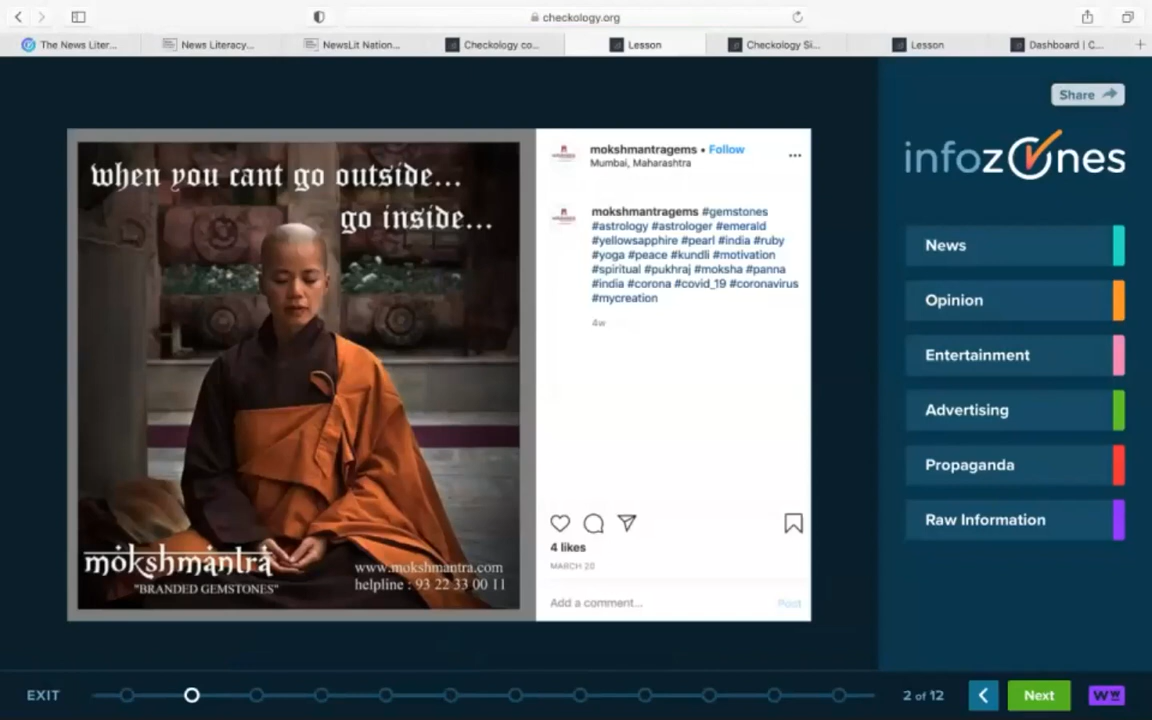 checkology.org
The News Liter...
News Literacy...
NewsLit Nation...
Checkology co...
Lesson
Checkology Si...
Lesson
Dashboard | C...
Share
infozones
when you cant go outside...
go inside...
mokshmantra
"BRANDED GEMSTONES"
www.mokshmantra.com
helpline : 93 22 33 00 11
mokshmantragems • Follow
Mumbai, Maharashtra
mokshmantragems #gemstones
#astrology #astrologer #emerald
#yellowsapphire #pearl #india #ruby
#yoga #peace #kundli #motivation
#spiritual #pukhraj #moksha #panna
#india #corona #covid_19 #coronavirus
#mycreation
4w
4 likes
MARCH 20
Add a comment...
Post
News
Opinion
Entertainment
Advertising
Propaganda
Raw Information
EXIT
2 of 12
Next